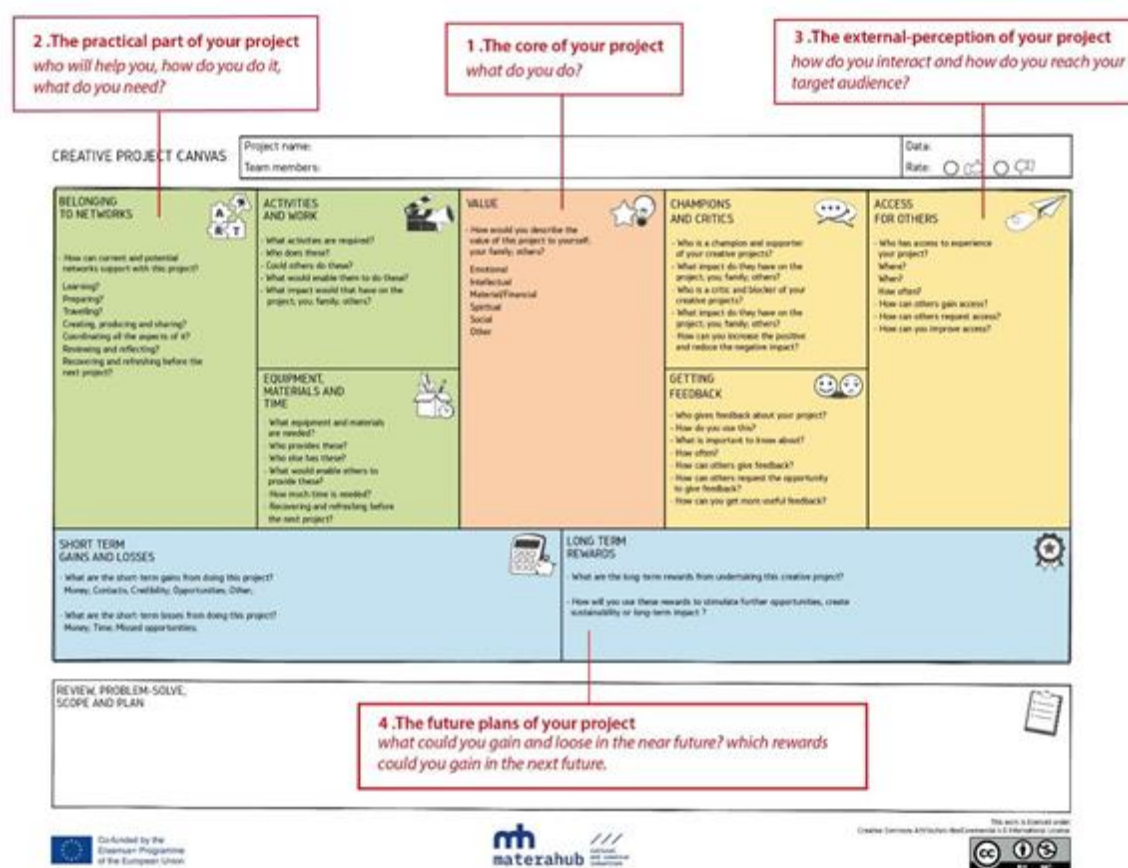 2 .The practical part of your project
who will help you, how do you do it,
what do you need?
1 .The core of your project
what do you do?
3 .The external-perception of your project
how do you interact and how do you reach your
target audience?
CREATIVE PROJECT CANVAS
Project name:
Team members:
Data:
Rate:
BELONGING
TO NETWORKS
A
R T
- How can current and potential
networks support with this project?
Learning?
Preparing?
Travelling?
Creating, producing and sharing?
Coordinating all the aspects of it?
Reviewing and reflecting?
Recovering and refreshing before the
next project?
ACTIVITIES
AND WORK
- What activities are required?
- Who does these?
- Could others do these?
- What would enable them to do these?
- What impact would that have on the
project; you; family; others?
EQUIPMENT,
MATERIALS AND
TIME
- What equipment and materials
are needed?
- Who provides these?
- Who else has these?
- What would enable others to
provide these?
- How much time is needed?
- Recovering and refreshing before
the next project?
VALUE
- How would you describe the
value of this project to yourself;
your family; others?
Emotional
Intellectual
Material/Financial
Spiritual
Social
Other
CHAMPIONS
AND CRITICS
- Who is a champion and supporter
of your creative projects?
- What impact do they have on the
project; you; family; others?
- Who is a critic and blocker of your
creative projects?
- What impact do they have on the
project; you; family; others?
- How can you increase the positive
and reduce the negative impact?
GETTING
FEEDBACK
- Who gives feedback about your project?
- How do you use this?
- What is important to know about?
- How often?
- How can others give feedback?
- How can others request the opportunity
to give feedback?
- How can you get more useful feedback?
ACCESS
FOR OTHERS
- Who has access to experience
your project?
Where?
When?
How often?
- How can others gain access?
- How can others request access?
- How can you improve access?
SHORT TERM
GAINS AND LOSSES
- What are the short-term gains from doing this project?
Money; Contacts; Credibility; Opportunities; Other;
- What are the short-term losses from doing this project?
Money; Time; Missed opportunities;
LONG TERM
REWARDS
- What are the long-term rewards from undertaking this creative project?
- How will you use these rewards to stimulate further opportunities, create
sustainability or long-term impact ?
REVIEW, PROBLEM-SOLVE,
SCOPE AND PLAN
4 .The future plans of your project
what could you gain and loose in the near future? which rewards
could you gain in the next future.
Co-funded by the
Erasmus+ Programme
of the European Union
mh
materahub
This work is licensed under
Creative Commons Attribution-NonCommercial 4.0 International License
cc